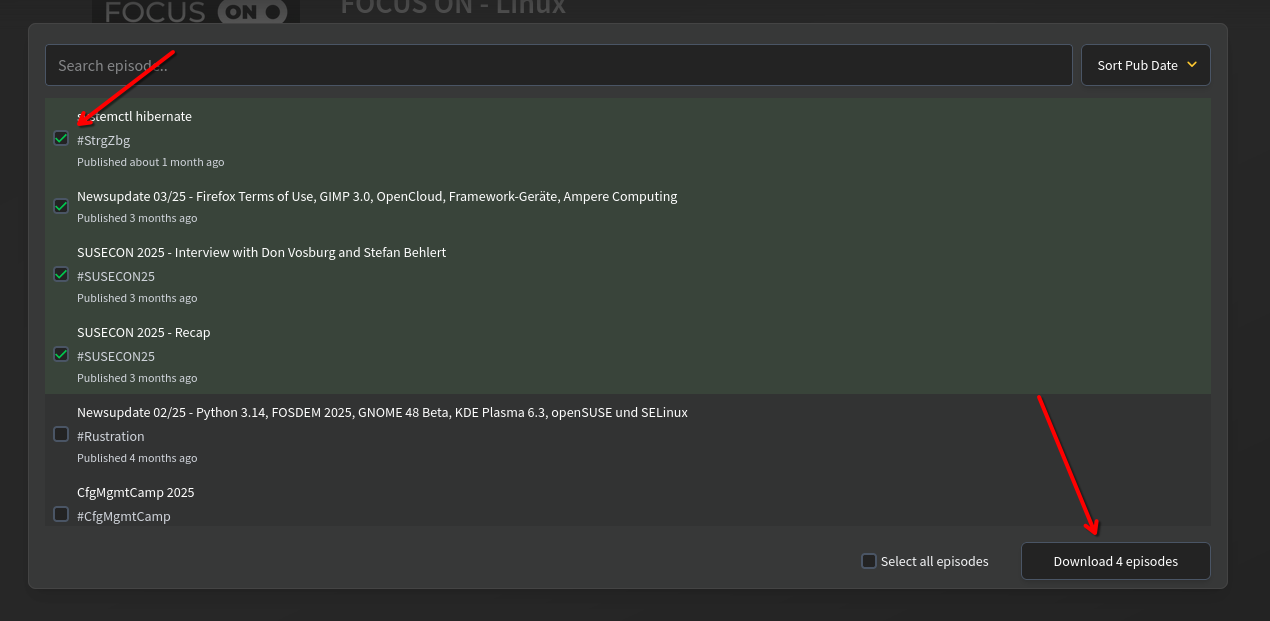 FOCUS ON
FOCUS ON - Linux
Search episode..
Sort Pub Date
systemctl hibernate
#StrgZbg
Published about 1 month ago
Newsupdate 03/25 - Firefox Terms of Use, GIMP 3.0, OpenCloud, Framework-Geräte, Ampere Computing
Published 3 months ago
SUSECON 2025 - Interview with Don Vosburg and Stefan Behlert
#SUSECON25
Published 3 months ago
SUSECON 2025 - Recap
#SUSECON25
Published 3 months ago
Newsupdate 02/25 - Python 3.14, FOSDEM 2025, GNOME 48 Beta, KDE Plasma 6.3, openSUSE und SELinux
#Rustration
Published 4 months ago
CfgMgmtCamp 2025
#CfgMgmtCamp
Select all episodes
Download 4 episodes